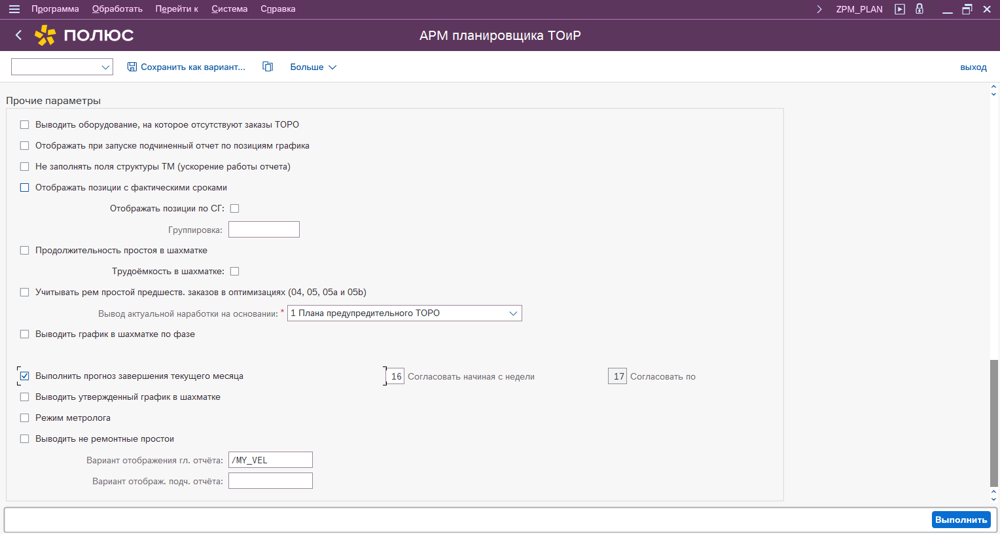 Программа Обработать Перейти к Система Справка ZPM_PLAN
ПОЛЮС АРМ планировщика ТОиР
Сохранить как вариант... Больше выход
Прочие параметры
Выводить оборудование, на которое отсутствуют заказы ТОРО
Отображать при запуске подчиненный отчет по позициям графика
Не заполнять поля структуры ТМ (ускорение работы отчета)
Отображать позиции с фактическими сроками
Отображать позиции по СГ:
Группировка:
Продолжительность простоя в шахматке
Трудоёмкость в шахматке:
Учитывать рем простой предшеств. заказов в оптимизациях (04, 05, 05a и 05b)
Вывод актуальной наработки на основании: * 1 Плана предупредительного ТОРО
Выводить график в шахматке по фазе
Выполнить прогноз завершения текущего месяца 16 Согласовать начиная с недели 17 Согласовать по
Выводить утвержденный график в шахматке
Режим метролога
Выводить не ремонтные простои
Вариант отображения гл. отчёта: /MY_VEL
Вариант отображ. подч. отчёта:
Выполнить